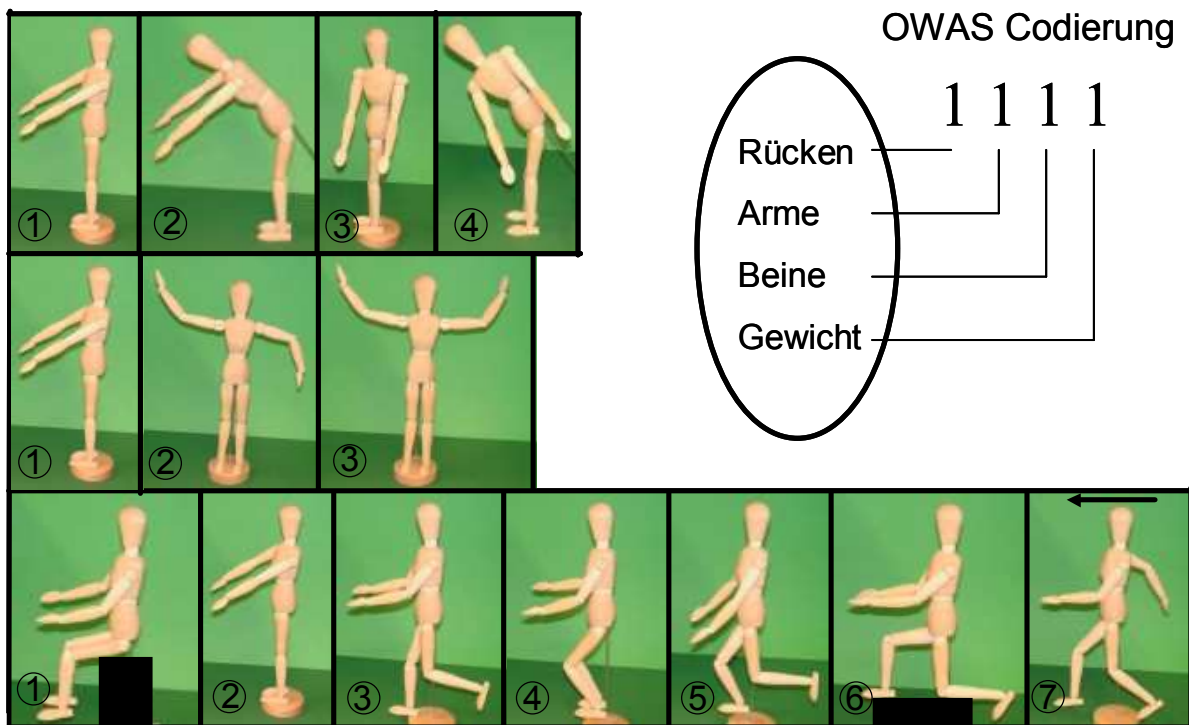 OWAS Codierung
1 1 1 1
Rücken
Arme
Beine
Gewicht
① ② ③ ④
① ② ③
① ② ③ ④ ⑤ ⑥ ⑦